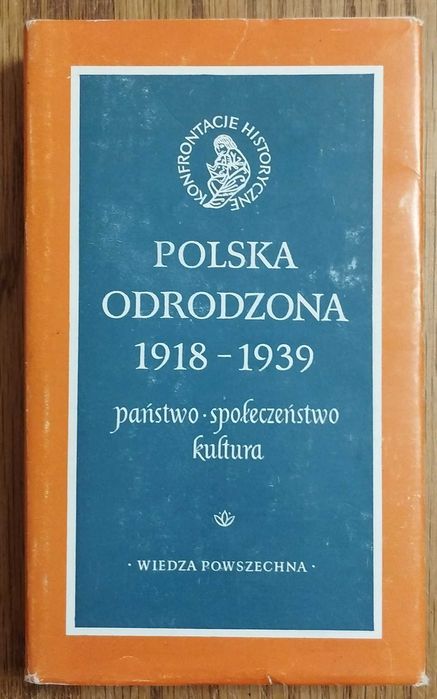 KONFRONTACJE HISTORYCZNE
POLSKA
ODRODZONA
1918 – 1939
państwo · społeczeństwo
kultura
· WIEDZA POWSZECHNA ·